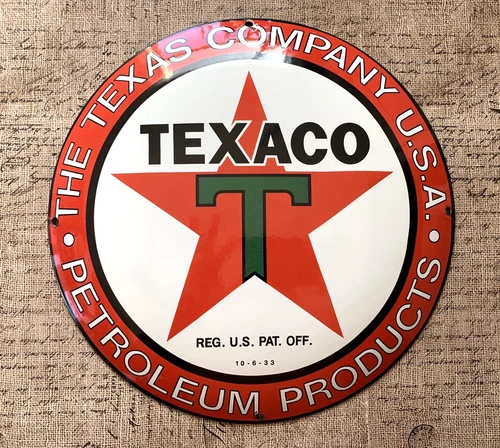 THE TEXAS COMPANY U.S.A.
TEXACO
T
REG. U.S. PAT. OFF.
10-6-33
• PETROLEUM PRODUCTS •